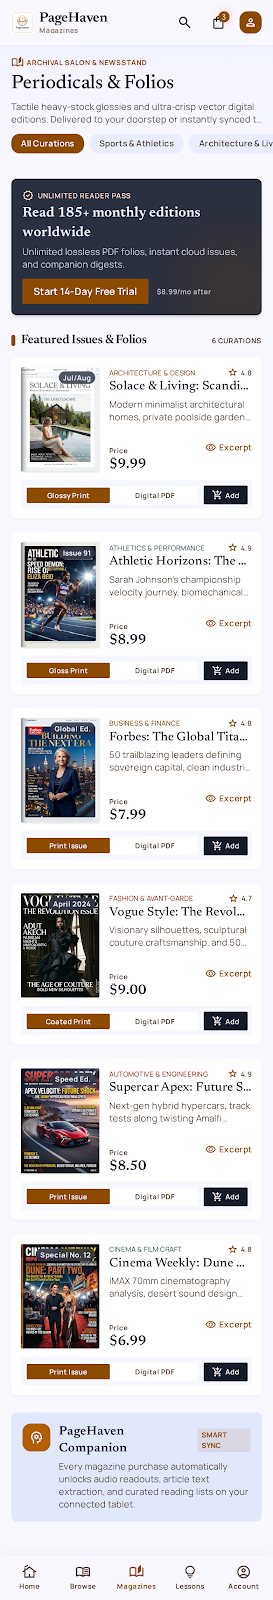 PageHaven
Magazines
3
ARCHIVAL SALON & NEWSSTAND
Periodicals & Folios
Tactile heavy-stock glossies and ultra-crisp vector digital
editions. Delivered to your doorstep or instantly synced t...
All Curations
Sports & Athletics
Architecture & Liv
UNLIMITED READER PASS
Read 185+ monthly editions
worldwide
Unlimited lossless PDF folios, instant cloud issues,
and companion digests.
Start 14-Day Free Trial
$8.99/mo after
Featured Issues & Folios
6 CURATIONS
Jul/Aug
SOLACE & LIVING
THE QUIET ESCAPE
ARCHITECTURE & DESIGN
4.8
Solace & Living: Scandi...
Modern minimalist architectural
homes, private poolside garden...
Price
$9.99
Excerpt
Glossy Print
Digital PDF
Add
Issue 91
ATHLETIC
SPEED DEMON:
RISE O
ELIZA REID
ATHLETICS & PERFORMANCE
4.9
Athletic Horizons: The ...
Sarah Johnson's championship
velocity journey, biomechanical...
Price
$8.99
Excerpt
Gloss Print
Digital PDF
Add
Global Ed.
Forbes
BUILDING
THE NEXT ERA
BUSINESS & FINANCE
4.8
Forbes: The Global Tita...
50 trailblazing leaders defining
sovereign capital, clean industri...
Price
$7.99
Excerpt
Print Issue
Digital PDF
Add
April 2024
THE REVOLUTION ISSUE
ADUT
AKECH
THE AGE OF COUTURE
BOLD NEW SILHOUETTES
FASHION & AVANT-GARDE
4.7
Vogue Style: The Revol...
Visionary silhouettes, sculptural
couture craftsmanship, and 50...
Price
$9.00
Excerpt
Coated Print
Digital PDF
Add
Speed Ed.
APEX VELOCITY: FUTURE SHOCK
AUTOMOTIVE & ENGINEERING
4.9
Supercar Apex: Future S...
Next-gen hybrid hypercars, track
tests along twisting Amalfi...
Price
$8.50
Excerpt
Print Issue
Digital PDF
Add
Special No. 12
DUNE: PART TWO,
CINEMA & FILM CRAFT
4.8
Cinema Weekly: Dune ...
IMAX 70mm cinematography
analysis, desert sound design...
Price
$6.99
Excerpt
Print Issue
Digital PDF
Add
PageHaven
Companion
SMART
SYNC
Every magazine purchase automatically
unlocks audio readouts, article text
extraction, and curated reading lists on your
connected tablet.
Home
Browse
Magazines
Lessons
Account